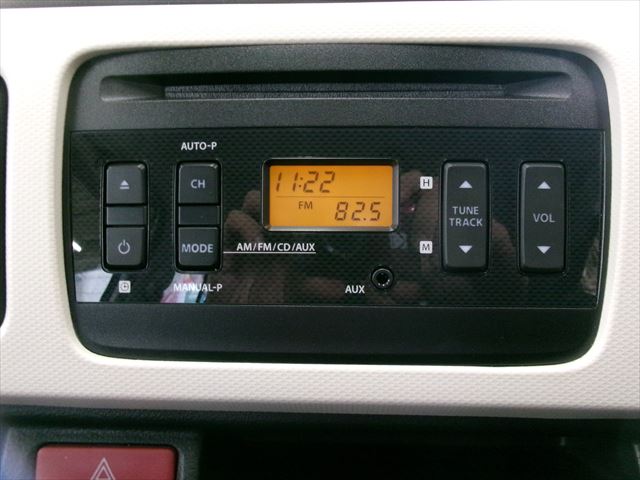 AUTO-P
CH
11:22
FM
82.5
H
TUNE
TRACK
VOL
MODE
AM/FM/CD/AUX
M
C
MANUAL-P
AUX